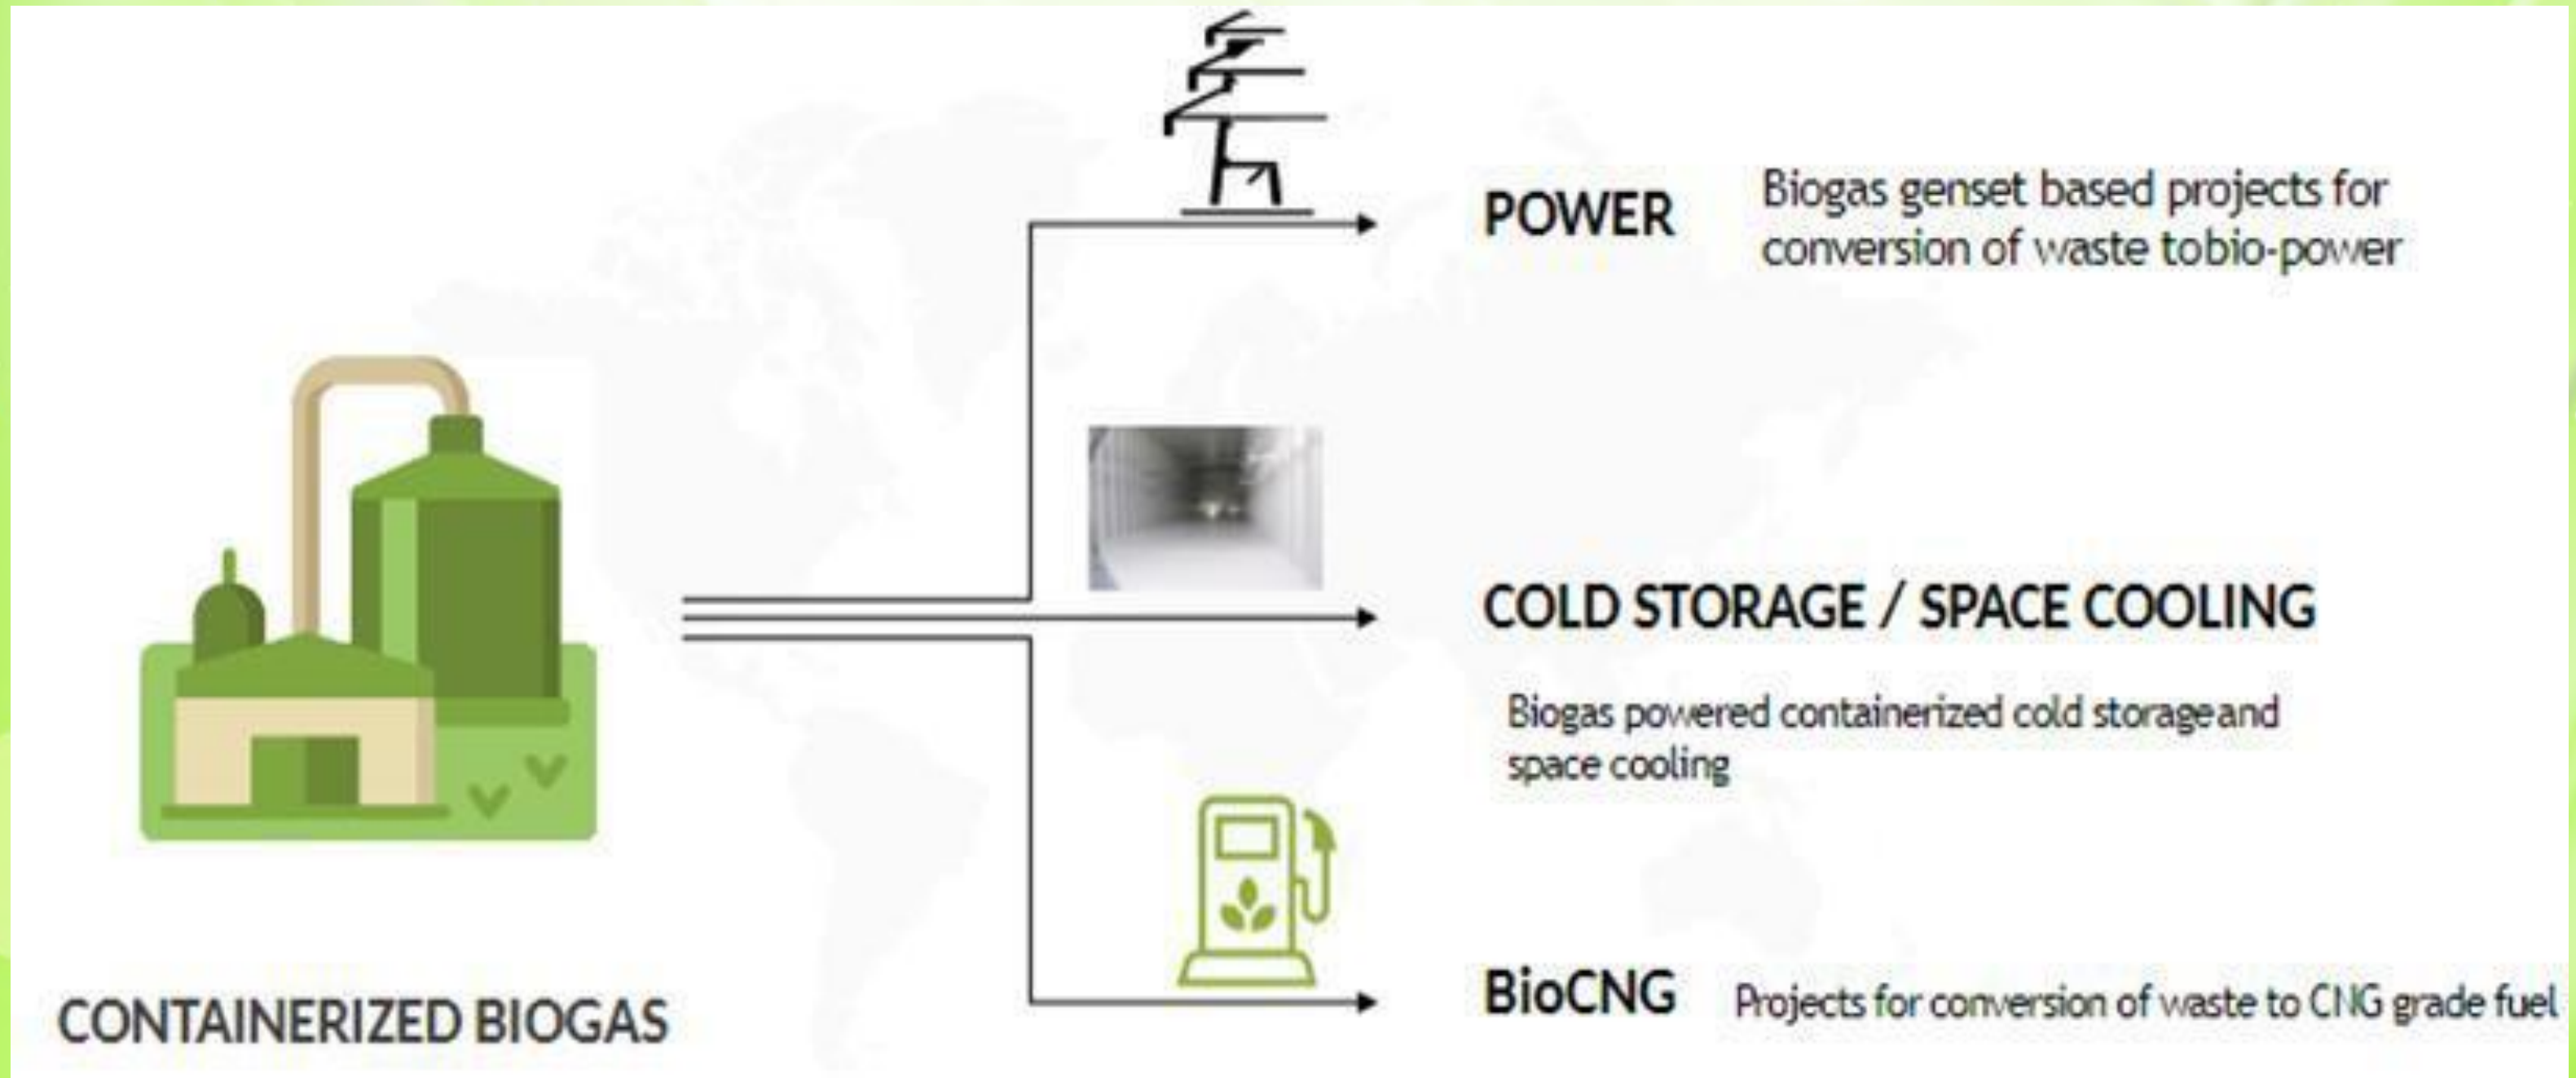 POWER
Biogas genset based projects for
conversion of waste tobio-power
COLD STORAGE / SPACE COOLING
Biogas powered containerized cold storageand
space cooling
CONTAINERIZED BIOGAS
BioCNG
Projects for conversion of waste to CNG grade fuel